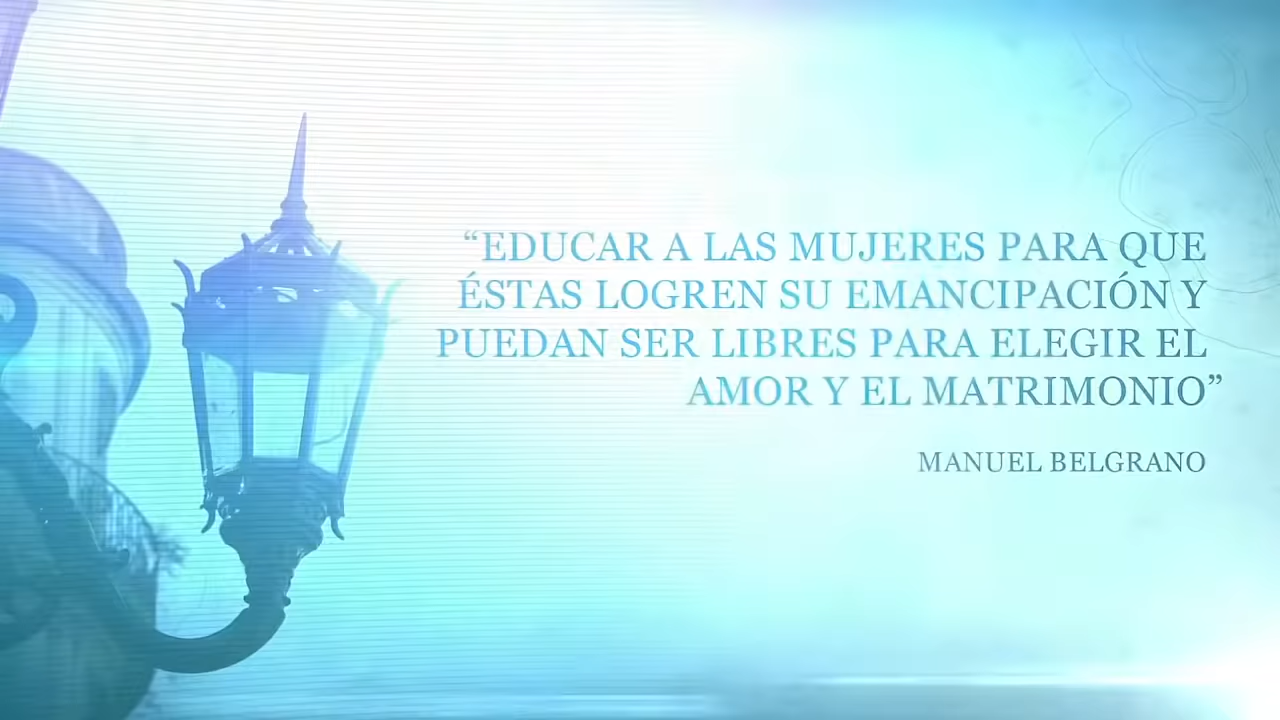 “EDUCAR A LAS MUJERES PARA QUE
ÉSTAS LOGREN SU EMANCIPACIÓN Y
PUEDAN SER LIBRES PARA ELEGIR EL
AMOR Y EL MATRIMONIO”
MANUEL BELGRANO